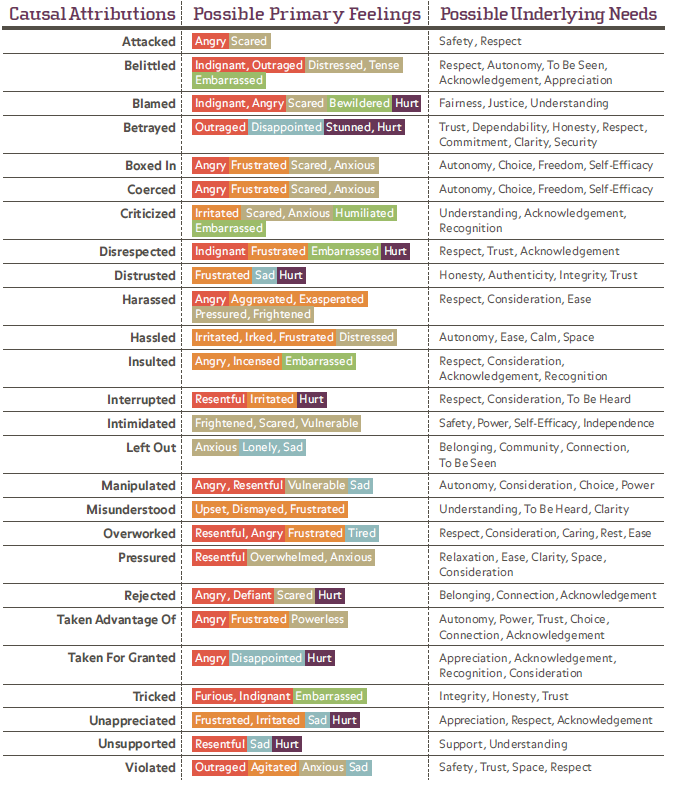 Causal Attributions Possible Primary Feelings Possible Underlying Needs
Attacked Angry Scared Safety, Respect
Belittled Indignant, Outraged Distressed, Tense Respect, Autonomy, To Be Seen,
Embarrassed Acknowledgement, Appreciation
Blamed Indignant, Angry Scared Bewildered Hurt Fairness, Justice, Understanding
Betrayed Outraged Disappointed Stunned, Hurt Trust, Dependability, Honesty, Respect,
Commitment, Clarity, Security
Boxed In Angry Frustrated Scared, Anxious Autonomy, Choice, Freedom, Self-Efficacy
Coerced Angry Frustrated Scared, Anxious Autonomy, Choice, Freedom, Self-Efficacy
Criticized Irritated Scared, Anxious Humiliated Understanding, Acknowledgement,
Embarrassed Recognition
Disrespected Indignant Frustrated Embarrassed Hurt Respect, Trust, Acknowledgement
Distrusted Frustrated Sad Hurt Honesty, Authenticity, Integrity, Trust
Harassed Angry Aggravated, Exasperated Respect, Consideration, Ease
Pressured, Frightened
Hassled Irritated, Irked, Frustrated Distressed Autonomy, Ease, Calm, Space
Insulted Angry, Incensed Embarrassed Respect, Consideration,
Acknowledgement, Recognition
Interrupted Resentful Irritated Hurt Respect, Consideration, To Be Heard
Intimidated Frightened, Scared, Vulnerable Safety, Power, Self-Efficacy, Independence
Left Out Anxious Lonely, Sad Belonging, Community, Connection,
To Be Seen
Manipulated Angry, Resentful Vulnerable Sad Autonomy, Consideration, Choice, Power
Misunderstood Upset, Dismayed, Frustrated Understanding, To Be Heard, Clarity
Overworked Resentful, Angry Frustrated Tired Respect, Consideration, Caring, Rest, Ease
Pressured Resentful Overwhelmed, Anxious Relaxation, Ease, Clarity, Space,
Consideration
Rejected Angry, Defiant Scared Hurt Belonging, Connection, Acknowledgement
Taken Advantage Of Angry Frustrated Powerless Autonomy, Power, Trust, Choice,
Connection, Acknowledgement
Taken For Granted Angry Disappointed Hurt Appreciation, Acknowledgement,
Recognition, Consideration
Tricked Furious, Indignant Embarrassed Integrity, Honesty, Trust
Unappreciated Frustrated, Irritated Sad Hurt Appreciation, Respect, Acknowledgement
Unsupported Resentful Sad Hurt Support, Understanding
Violated Outraged Agitated Anxious Sad Safety, Trust, Space, Respect